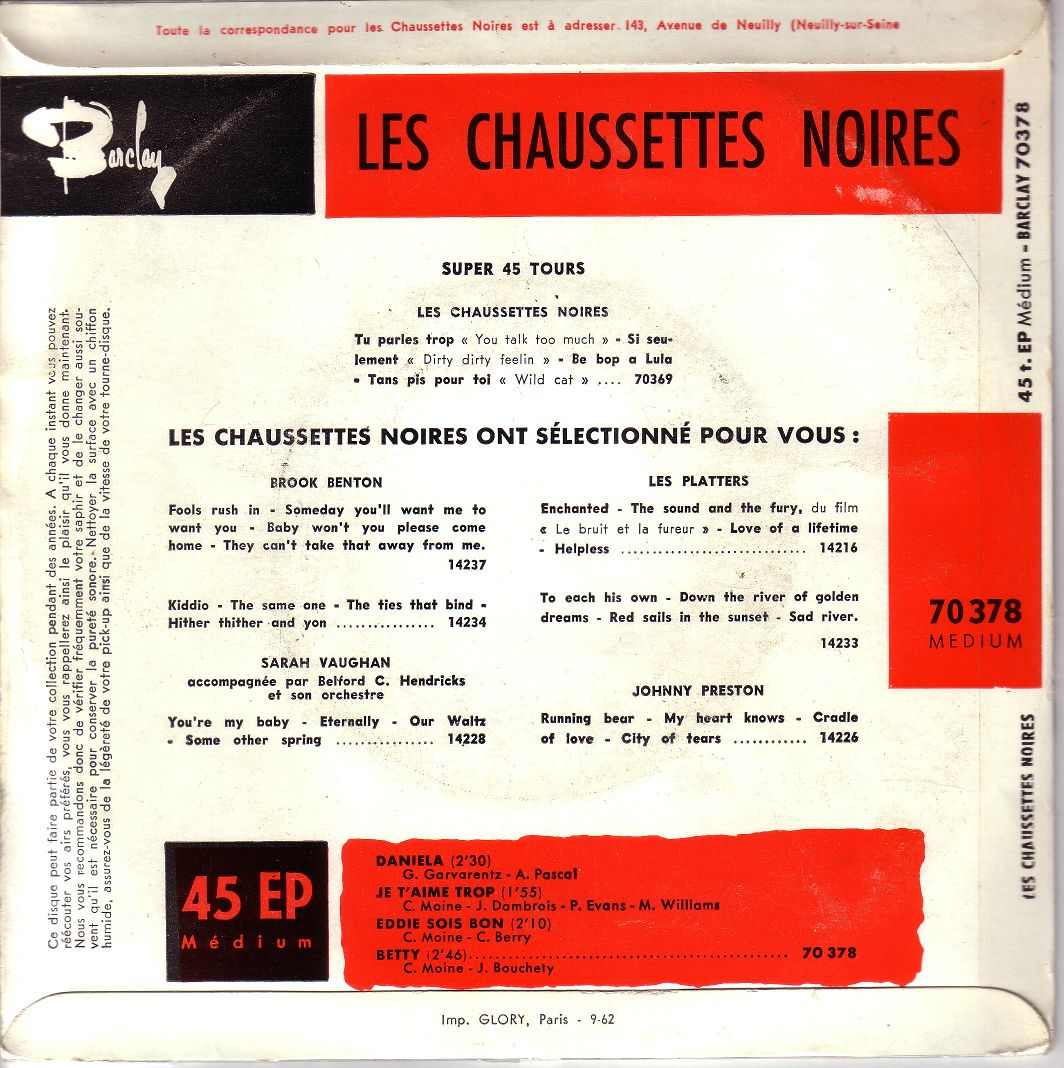 Toute la correspondance pour les Chaussettes Noires est à adresser 143, Avenue de Neuilly (Neuilly-sur-Seine
Barclay
LES CHAUSSETTES NOIRES
SUPER 45 TOURS
LES CHAUSSETTES NOIRES
Tu parles trop « You talk too much » - Si seu-
lement « Dirty dirty feelin » - Be bop a Lula
- Tans pis pour toi « Wild cat » .... 70369
LES CHAUSSETTES NOIRES ONT SÉLECTIONNÉ POUR VOUS :
BROOK BENTON
Fools rush in - Someday you'll want me to
want you - Baby won't you please come
home - They can't take that away from me.
14237
Kiddio - The same one - The ties that bind -
Hither thither and yon ................ 14234
SARAH VAUGHAN
accompagnée par Belford C. Hendricks
et son orchestre
You're my baby - Eternally - Our Waltz
- Some other spring ................ 14228
LES PLATTERS
Enchanted - The sound and the fury, du film
« Le bruit et la fureur » - Love of a lifetime
- Helpless ............................ 14216
To each his own - Down the river of golden
dreams - Red sails in the sunset - Sad river.
14233
JOHNNY PRESTON
Running bear - My heart knows - Cradle
of love - City of tears ............ 14226
Ce disque peut faire partie de votre collection pendant des années. A chaque instant vous pouvez
réécouter vos airs préférés, vous vous rappellerez ainsi le plaisir qu'il vous donne maintenant.
Nous vous recommandons donc de vérifier fréquemment votre saphir et de le changer aussi sou-
vent qu'il est nécessaire pour conserver la pureté sonore. Nettoyer la surface avec un chiffon
humide, assurez-vous de la légèreté de votre pick-up ainsi que de la vitesse de votre tourne-disque.
45 t. EP Médium - BARCLAY 70378
70378
MEDIUM
LES CHAUSSETTES NOIRES
45 EP
Médium
DANIELA (2'30)
G. Garvarentz - A. Pascal
JE T'AIME TROP (1'55)
C. Moine - J. Dambrois - P. Evans - M. Williams
EDDIE SOIS BON (2'10)
C. Moine - C. Berry
BETTY (2'46)................................................ 70 378
C. Moine - J. Bouchety
Imp. GLORY, Paris - 9-62